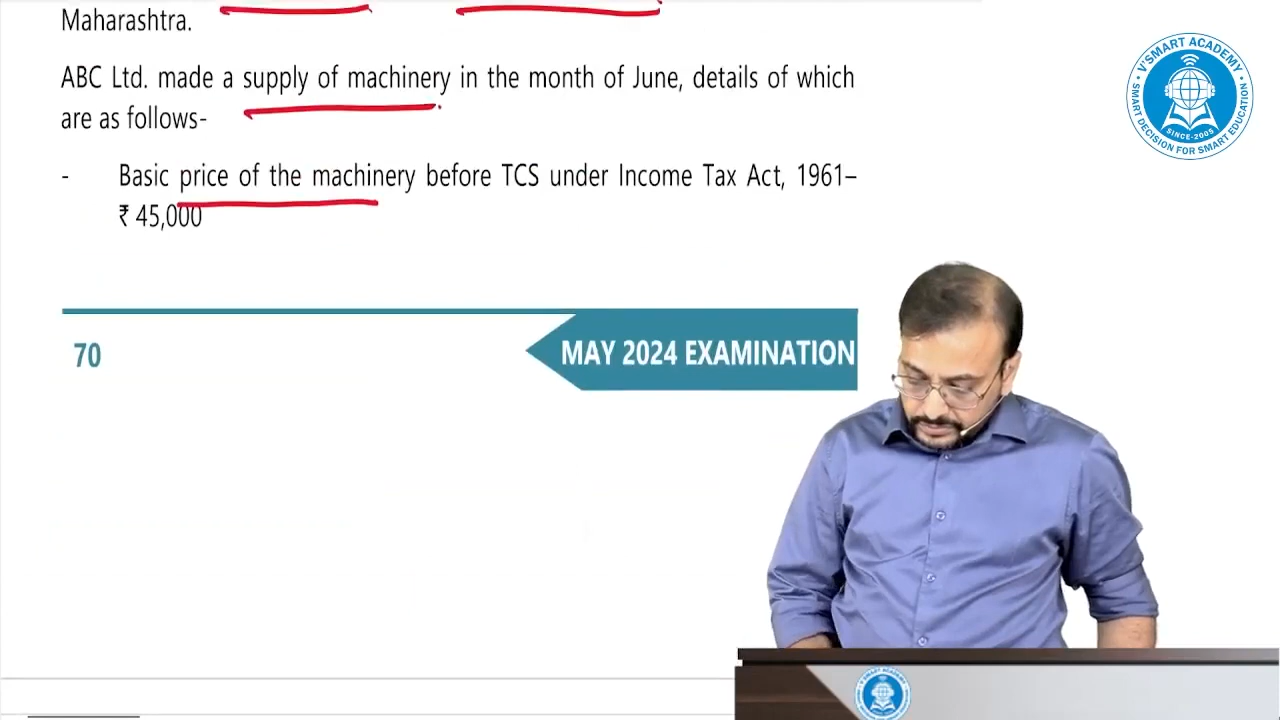 Maharashtra.
ABC Ltd. made a supply of machinery in the month of June, details of which
are as follows-
- Basic price of the machinery before TCS under Income Tax Act, 1961–
₹ 45,000
70
MAY 2024 EXAMINATION
V'SMART ACADEMY
SMART DECISION FOR SMART EDUCATION
SINCE-2005